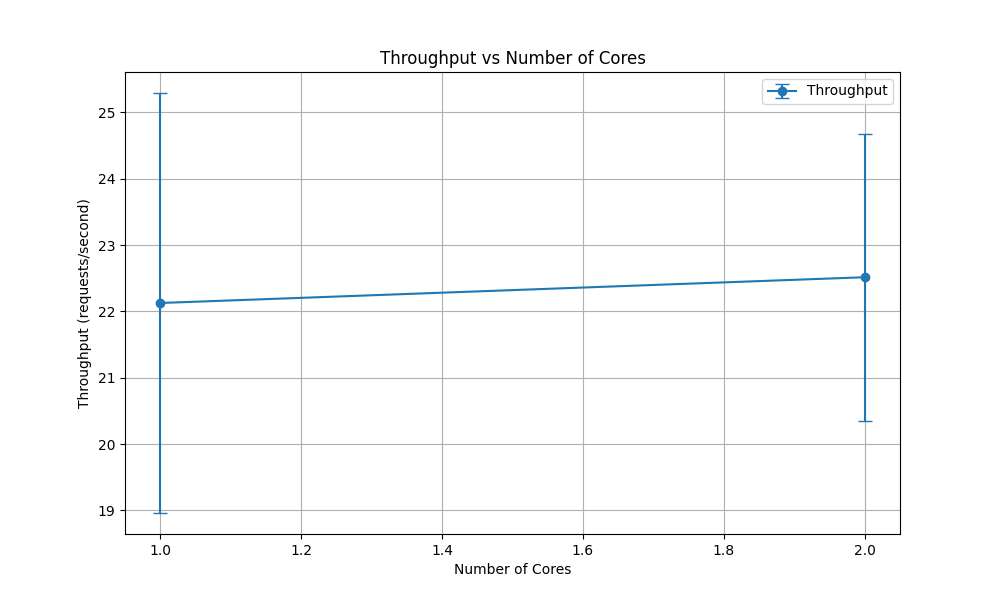 Throughput vs Number of Cores
Throughput
Throughput (requests/second)
25
24
23
22
21
20
19
1.0 1.2 1.4 1.6 1.8 2.0
Number of Cores